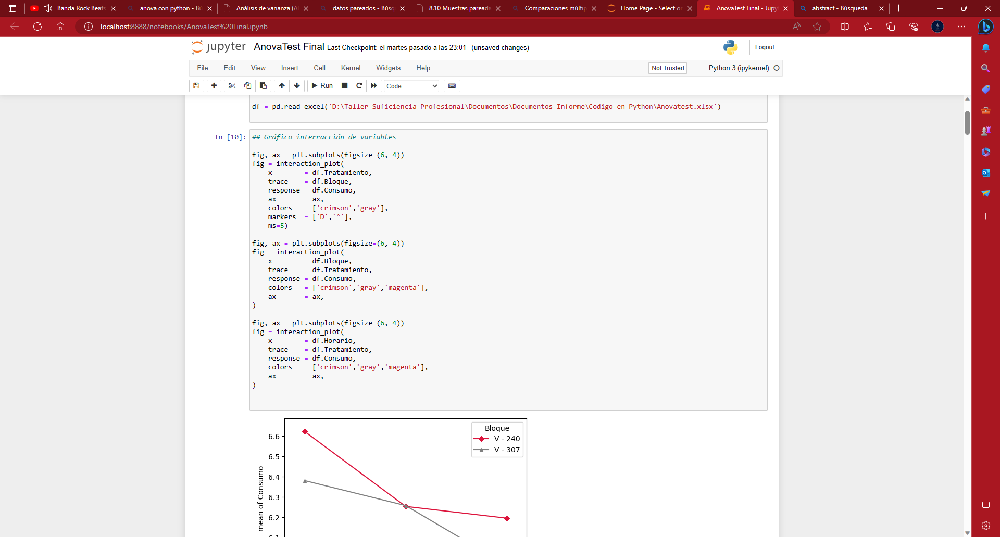 Banda Rock Beats
anova con python - Bú
Análisis de varianza (A
datos pareados - Búsq
8.10 Muestras pareada
Comparaciones múltip
Home Page - Select or
AnovaTest Final - Jupy
abstract - Búsqueda
localhost:8888/notebooks/AnovaTest%20Final.ipynb
jupyter AnovaTest Final Last Checkpoint: el martes pasado a las 23:01 (unsaved changes)
Logout
File Edit View Insert Cell Kernel Widgets Help
Not Trusted
Python 3 (ipykernel)
Run
Code
df = pd.read_excel('D:\Taller Suficiencia Profesional\Documentos\Documentos Informe\Codigo en Python\Anovatest.xlsx')
In [10]:
## Gráfico interracción de variables
fig, ax = plt.subplots(figsize=(6, 4))
fig = interaction_plot(
x = df.Tratamiento,
trace = df.Bloque,
response = df.Consumo,
ax = ax,
colors = ['crimson','gray'],
markers = ['D','^'],
ms=5)
fig, ax = plt.subplots(figsize=(6, 4))
fig = interaction_plot(
x = df.Bloque,
trace = df.Tratamiento,
response = df.Consumo,
colors = ['crimson','gray','magenta'],
ax = ax,
)
fig, ax = plt.subplots(figsize=(6, 4))
fig = interaction_plot(
x = df.Horario,
trace = df.Tratamiento,
response = df.Consumo,
colors = ['crimson','gray','magenta'],
ax = ax,
)
Bloque
V - 240
V - 307
6.6
6.5
6.4
6.3
6.2
mean of Consumo